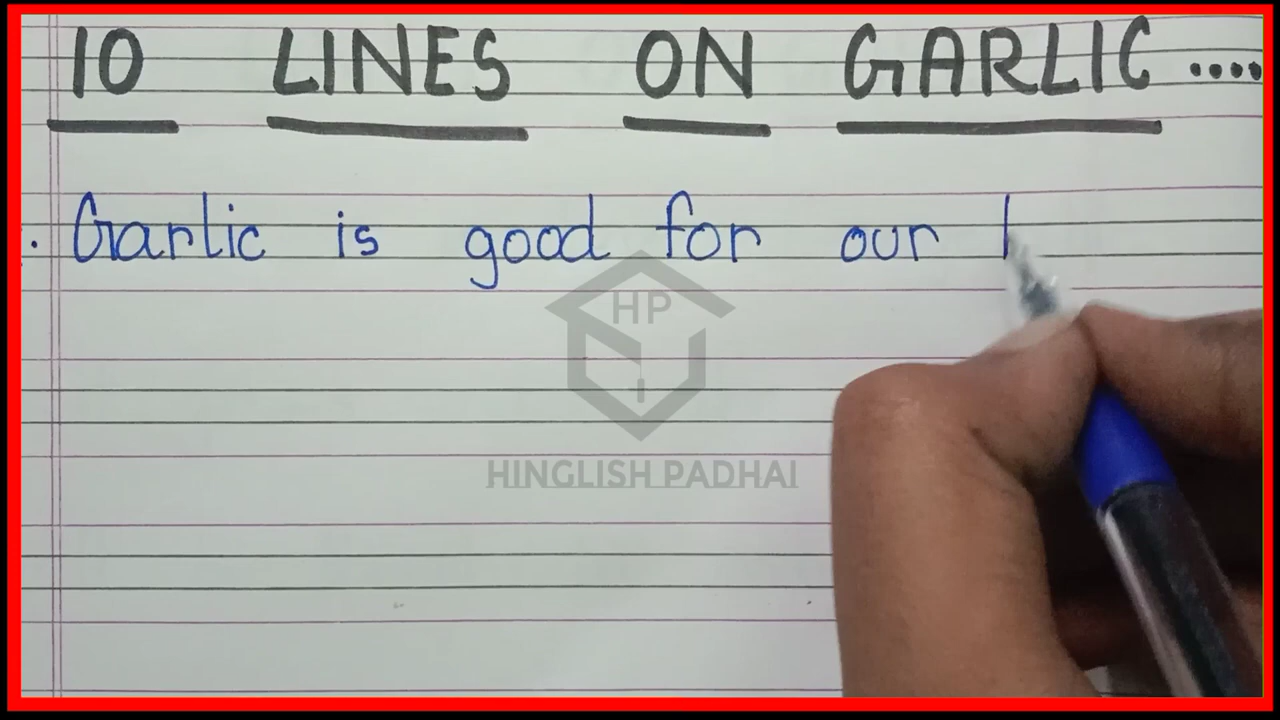 10 LINES ON GARLIC ....
. Garlic is good for our
HP
HINGLISH PADHAI